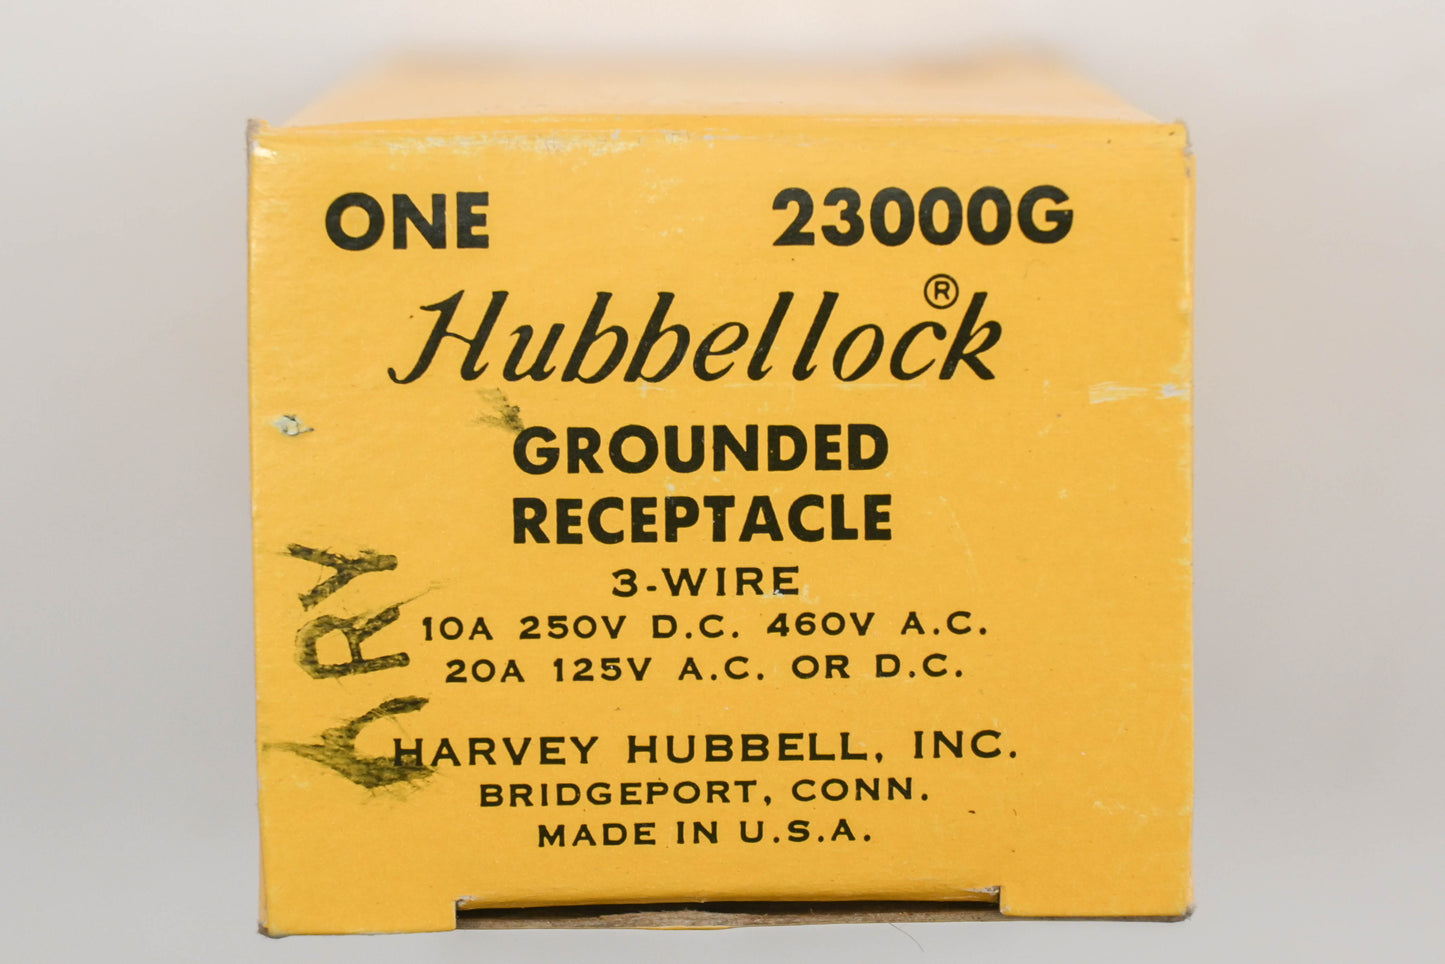 ONE 23000G
Hubbellock®
GROUNDED
RECEPTACLE
3-WIRE
10A 250V D.C. 460V A.C.
20A 125V A.C. OR D.C.
HARVEY HUBBELL, INC.
BRIDGEPORT, CONN.
MADE IN U.S.A.
ARY